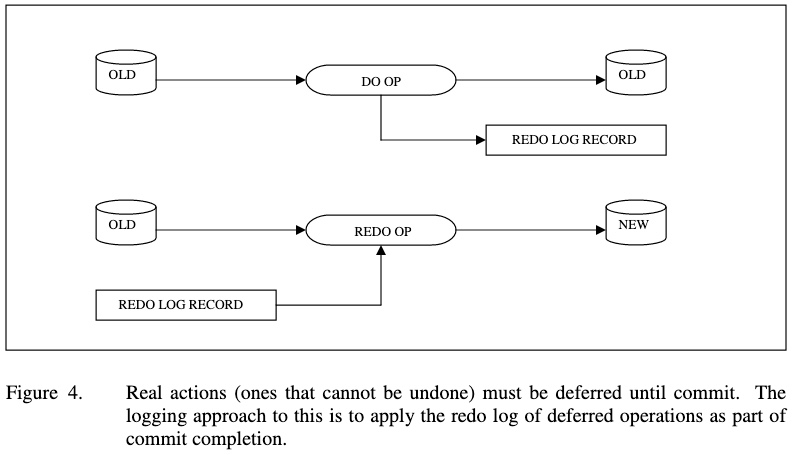 OLD
DO OP
OLD
REDO LOG RECORD
OLD
REDO OP
NEW
REDO LOG RECORD
Figure 4. Real actions (ones that cannot be undone) must be deferred until commit. The
logging approach to this is to apply the redo log of deferred operations as part of
commit completion.